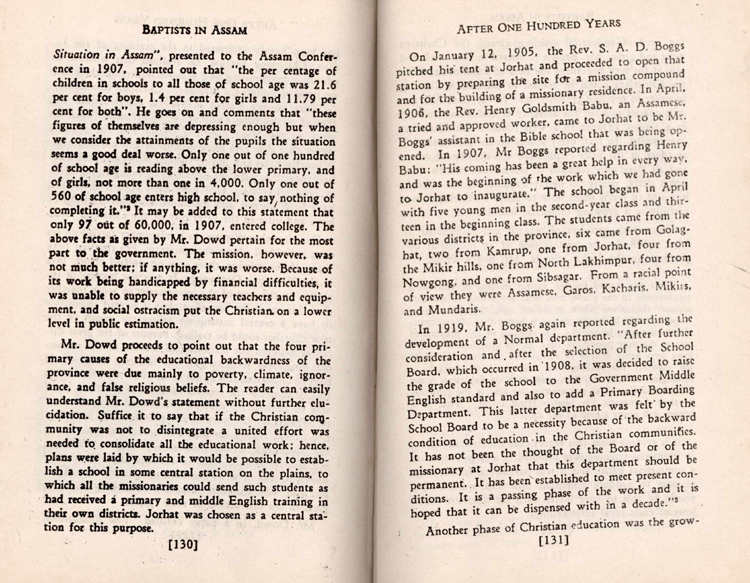 BAPTISTS IN ASSAM
Situation in Assam", presented to the Assam Confer-
ence in 1907, pointed out that "the per centage of
children in schools to all those of school age was 21.6
per cent for boys, 1.4 per cent for girls and 11.79 per
cent for both". He goes on and comments that "these
figures of themselves are depressing enough but when
we consider the attainments of the pupils the situation
seems a good deal worse. Only one out of one hundred
of school age is reading above the lower primary, and
of girls, not more than one in 4,000. Only one out of
560 of school age enters high school, to say nothing of
completing it." It may be added to this statement that
only 97 out of 60,000, in 1907, entered college. The
above facts as given by Mr. Dowd pertain for the most
part to the government. The mission, however, was
not much better; if anything, it was worse. Because of
its work being handicapped by financial difficulties, it
was unable to supply the necessary teachers and equip-
ment, and social ostracism put the Christian on a lower
level in public estimation.
Mr. Dowd proceeds to point out that the four pri-
mary causes of the educational backwardness of the
province were due mainly to poverty, climate, ignor-
ance, and false religious beliefs. The reader can easily
understand Mr. Dowd's statement without further elu-
cidation. Suffice it to say that if the Christian com-
munity was not to disintegrate a united effort was
needed to consolidate all the educational work; hence,
plans were laid by which it would be possible to estab-
lish a school in some central station on the plains, to
which all the missionaries could send such students as
had received a primary and middle English training in
their own districts. Jorhat was chosen as a central sta-
tion for this purpose.
[130]
AFTER ONE HUNDRED YEARS
On January 12, 1905, the Rev. S. A. D. Boggs
pitched his tent at Jorhat and proceeded to open that
station by preparing the site for a mission compound
and for the building of a missionary residence. In April,
1906, the Rev. Henry Goldsmith Babu, an Assamese,
a tried and approved worker, came to Jorhat to be Mr.
Boggs' assistant in the Bible school that was being op-
ened. In 1907, Mr Boggs reported regarding Henry
Babu: "His coming has been a great help in every way,
and was the beginning of the work which we had gone
to Jorhat to inaugurate." The school began in April
with five young men in the second-year class and thir-
teen in the beginning class. The students came from the
various districts in the province, six came from Golag-
hat, two from Kamrup, one from Jorhat, four from
the Mikir hills, one from North Lakhimpur, four from
Nowgong, and one from Sibsagar. From a racial point
of view they were Assamese, Garos, Kacharis, Mikirs,
and Mundaris.
In 1919, Mr. Boggs again reported regarding the
development of a Normal department. "After further
consideration and after the selection of the School
Board, which occurred in 1908, it was decided to raise
the grade of the school to the Government Middle
English standard and also to add a Primary Boarding
Department. This latter department was felt by the
School Board to be a necessity because of the backward
condition of education in the Christian communities.
It has not been the thought of the Board or of the
missionary at Jorhat that this department should be
permanent. It has been established to meet present con-
ditions. It is a passing phase of the work and it is
hoped that it can be dispensed with in a decade."
Another phase of Christian education was the grow-
[131]